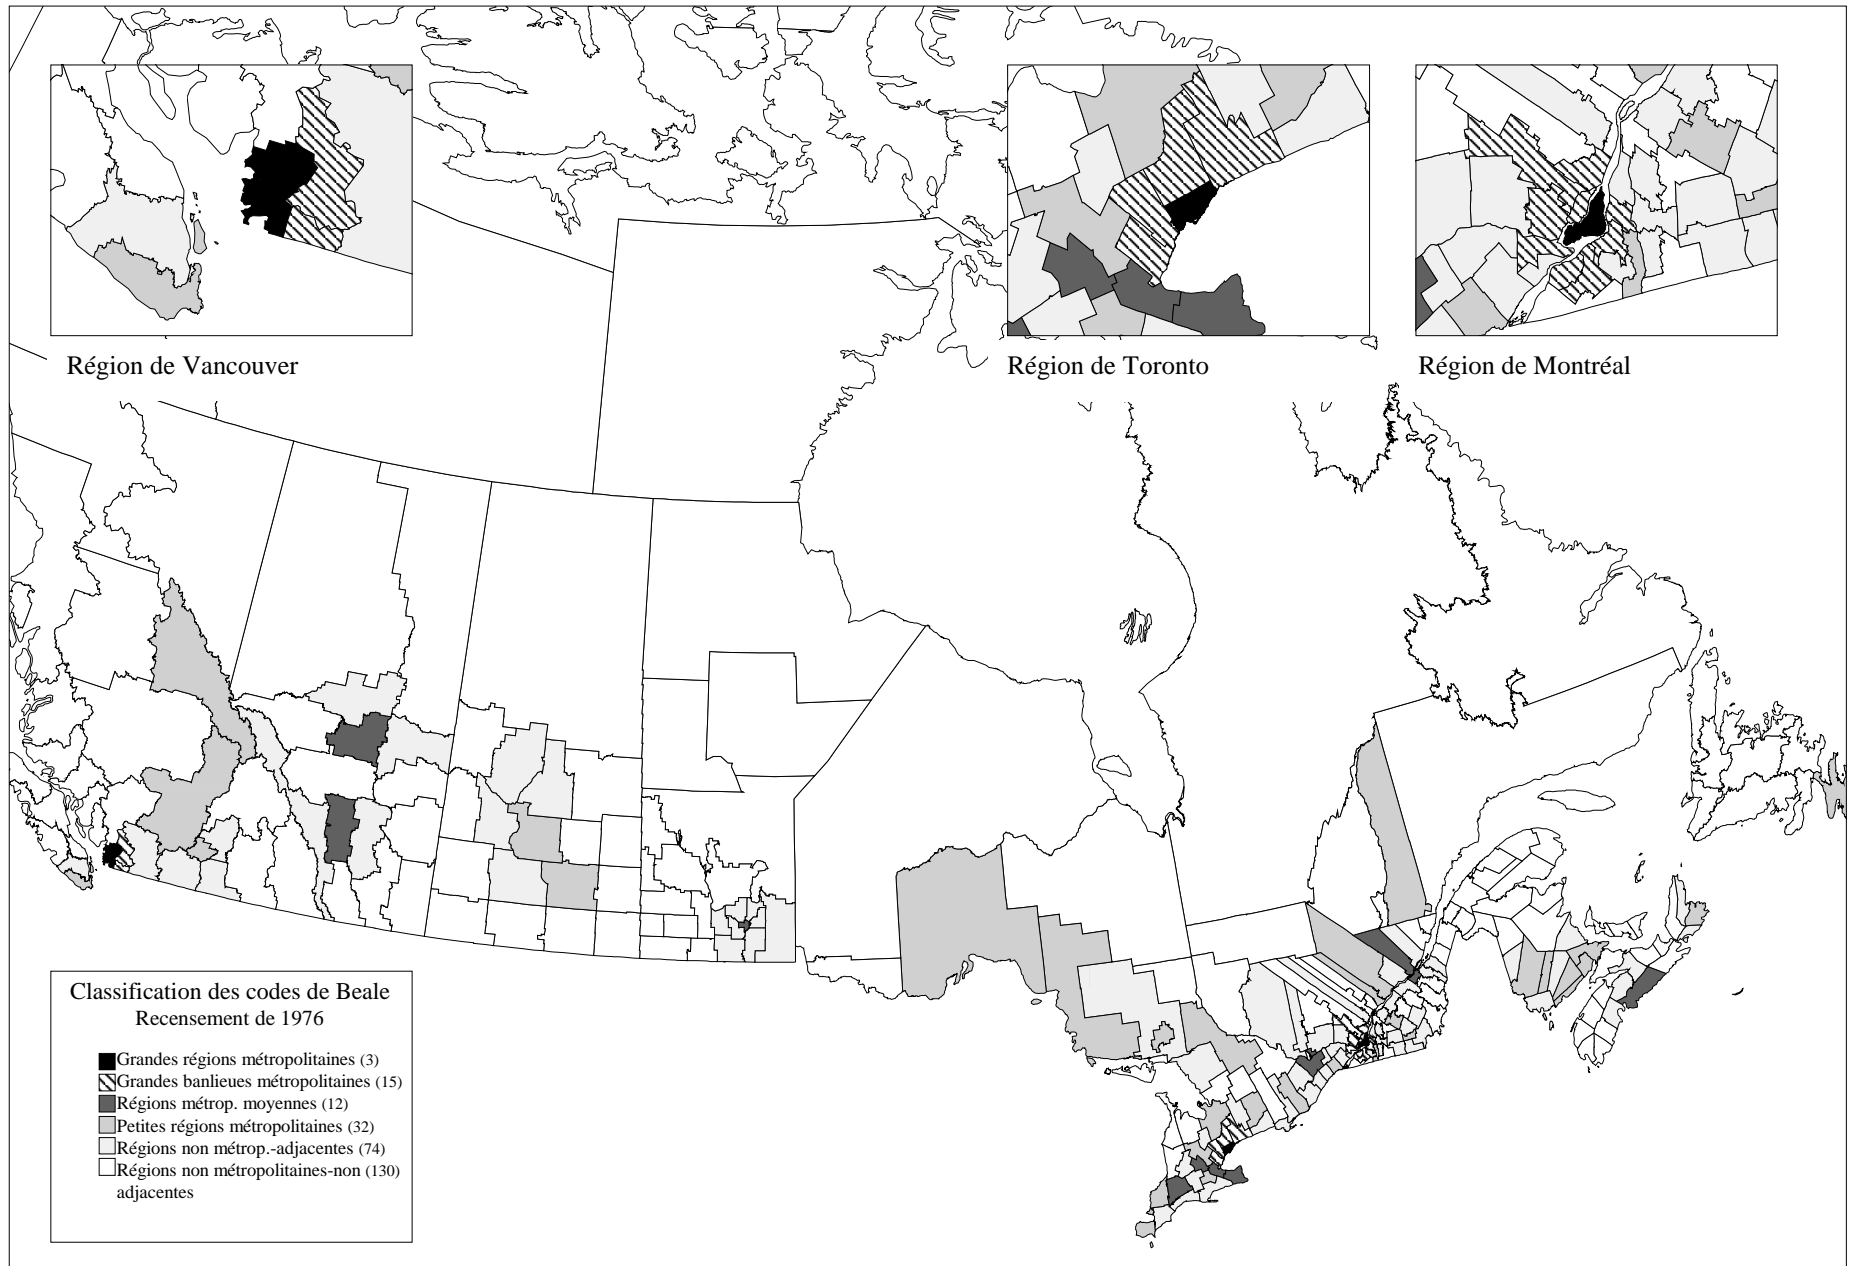 Région de Vancouver
Région de Toronto
Région de Montréal
Classification des codes de Beale
Recensement de 1976
Grandes régions métropolitaines (3)
Grandes banlieues métropolitaines (15)
Régions métrop. moyennes (12)
Petites régions métropolitaines (32)
Régions non métrop.-adjacentes (74)
Régions non métropolitaines-non (130)
adjacentes